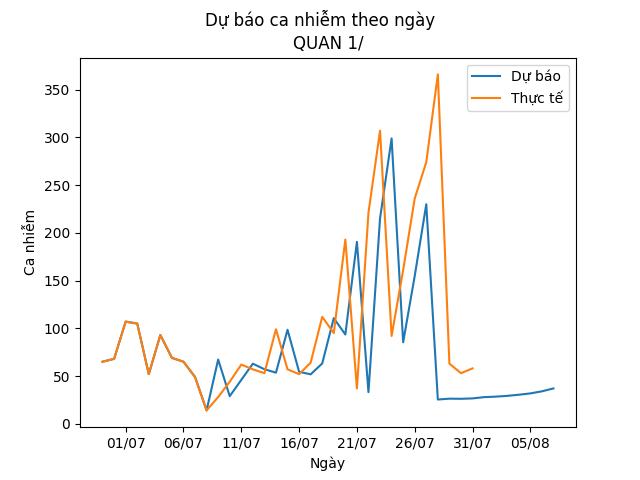 Dự báo ca nhiễm theo ngày
QUAN 1/
Dự báo
Thực tế
350
300
250
200
150
100
50
0
Ca nhiễm
01/07 06/07 11/07 16/07 21/07 26/07 31/07 05/08
Ngày